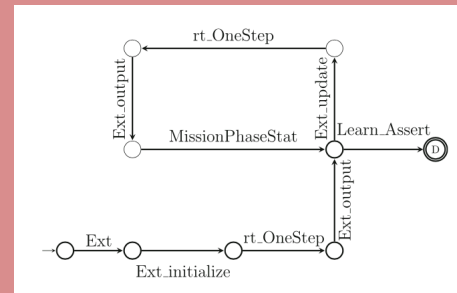 rt_OneStep
Ext_output
Ext_update
MissionPhaseStat
Learn_Assert
D
Ext_output
Ext
rt_OneStep
Ext_initialize